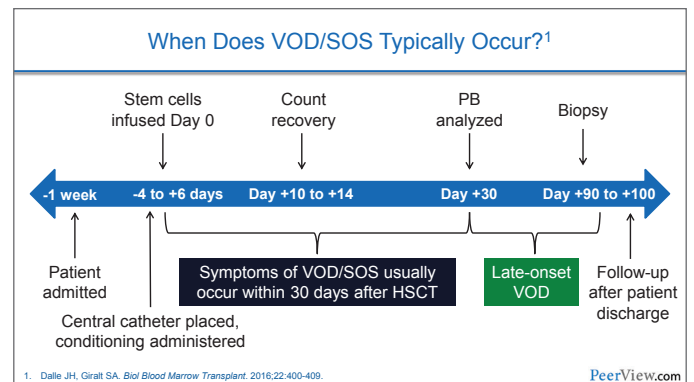 When Does VOD/SOS Typically Occur?1
Stem cells
infused Day 0
Count
recovery
PB
analyzed
Biopsy
-1 week
-4 to +6 days
Day +10 to +14
Day +30
Day +90 to +100
Patient
admitted
Central catheter placed,
conditioning administered
Symptoms of VOD/SOS usually
occur within 30 days after HSCT
Late-onset
VOD
Follow-up
after patient
discharge
1. Dalle JH, Giralt SA. Biol Blood Marrow Transplant. 2016;22:400-409.
PeerView.com